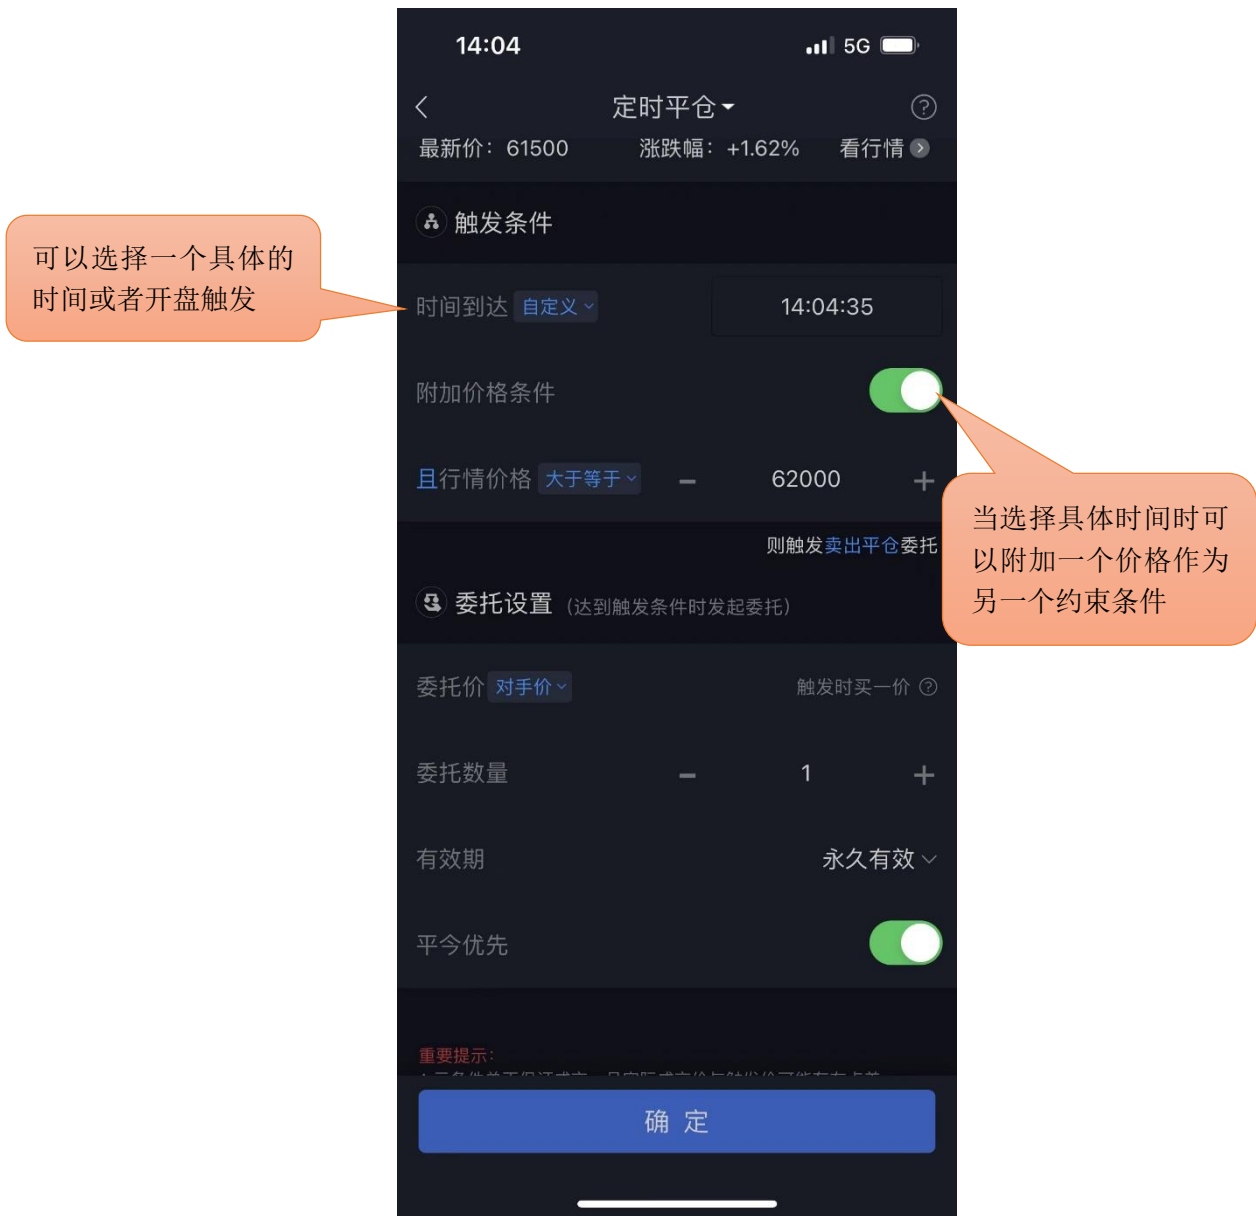 14:04
5G
定时平仓
最新价：61500 涨跌幅：+1.62% 看行情
触发条件
可以选择一个具体的
时间或者开盘触发
时间到达 自定义 14:04:35
附加价格条件
且行情价格 大于等于 － 62000 ＋
当选择具体时间时可
以附加一个价格作为
另一个约束条件
则触发卖出平仓委托
委托设置（达到触发条件时发起委托）
委托价 对手价 触发时买一价
委托数量 － 1 ＋
有效期 永久有效
平今优先
重要提示：
确 定